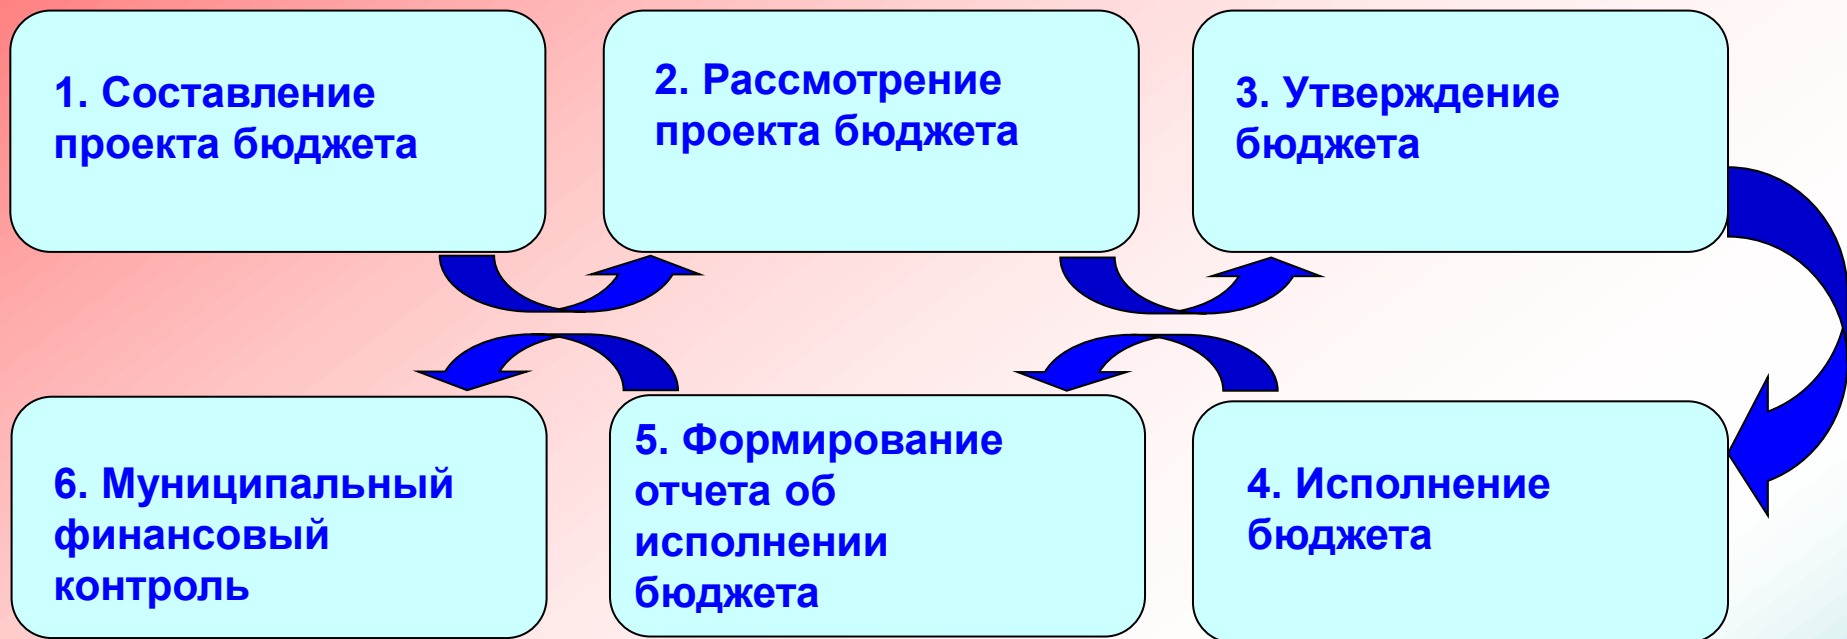 1. Составление
проекта бюджета
2. Рассмотрение
проекта бюджета
3. Утверждение
бюджета
4. Исполнение
бюджета
5. Формирование
отчета об
исполнении
бюджета
6. Муниципальный
финансовый
контроль